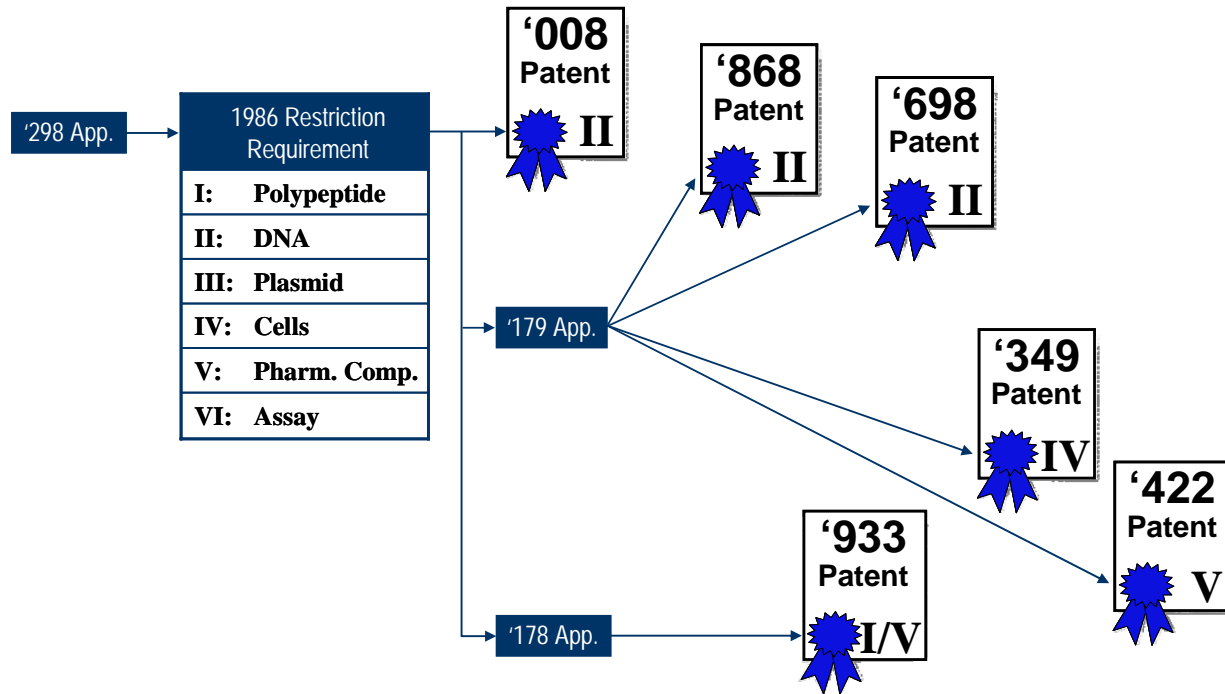 ‘298 App.
1986 Restriction
Requirement
I: Polypeptide
II: DNA
III: Plasmid
IV: Cells
V: Pharm. Comp.
VI: Assay
‘008
Patent
II
‘868
Patent
II
‘698
Patent
II
‘179 App.
‘349
Patent
IV
‘422
Patent
V
‘178 App.
‘933
Patent
I/V